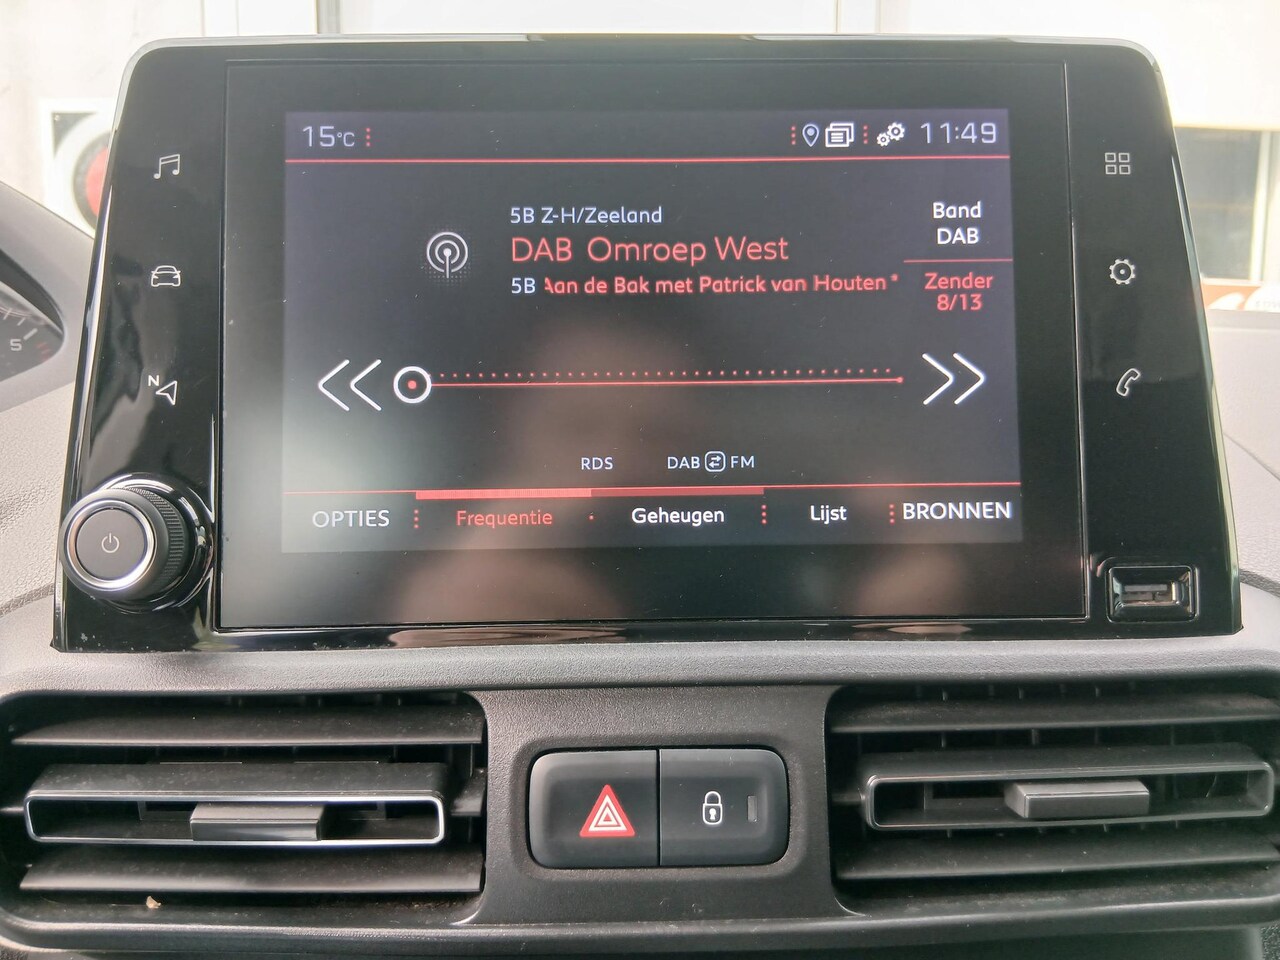 15°C
11:49
5B Z-H/Zeeland
DAB Omroep West
5B Aan de Bak met Patrick van Houten *
Band
DAB
Zender
8/13
N
5
RDS
DAB FM
OPTIES
Frequentie
Geheugen
Lijst
BRONNEN